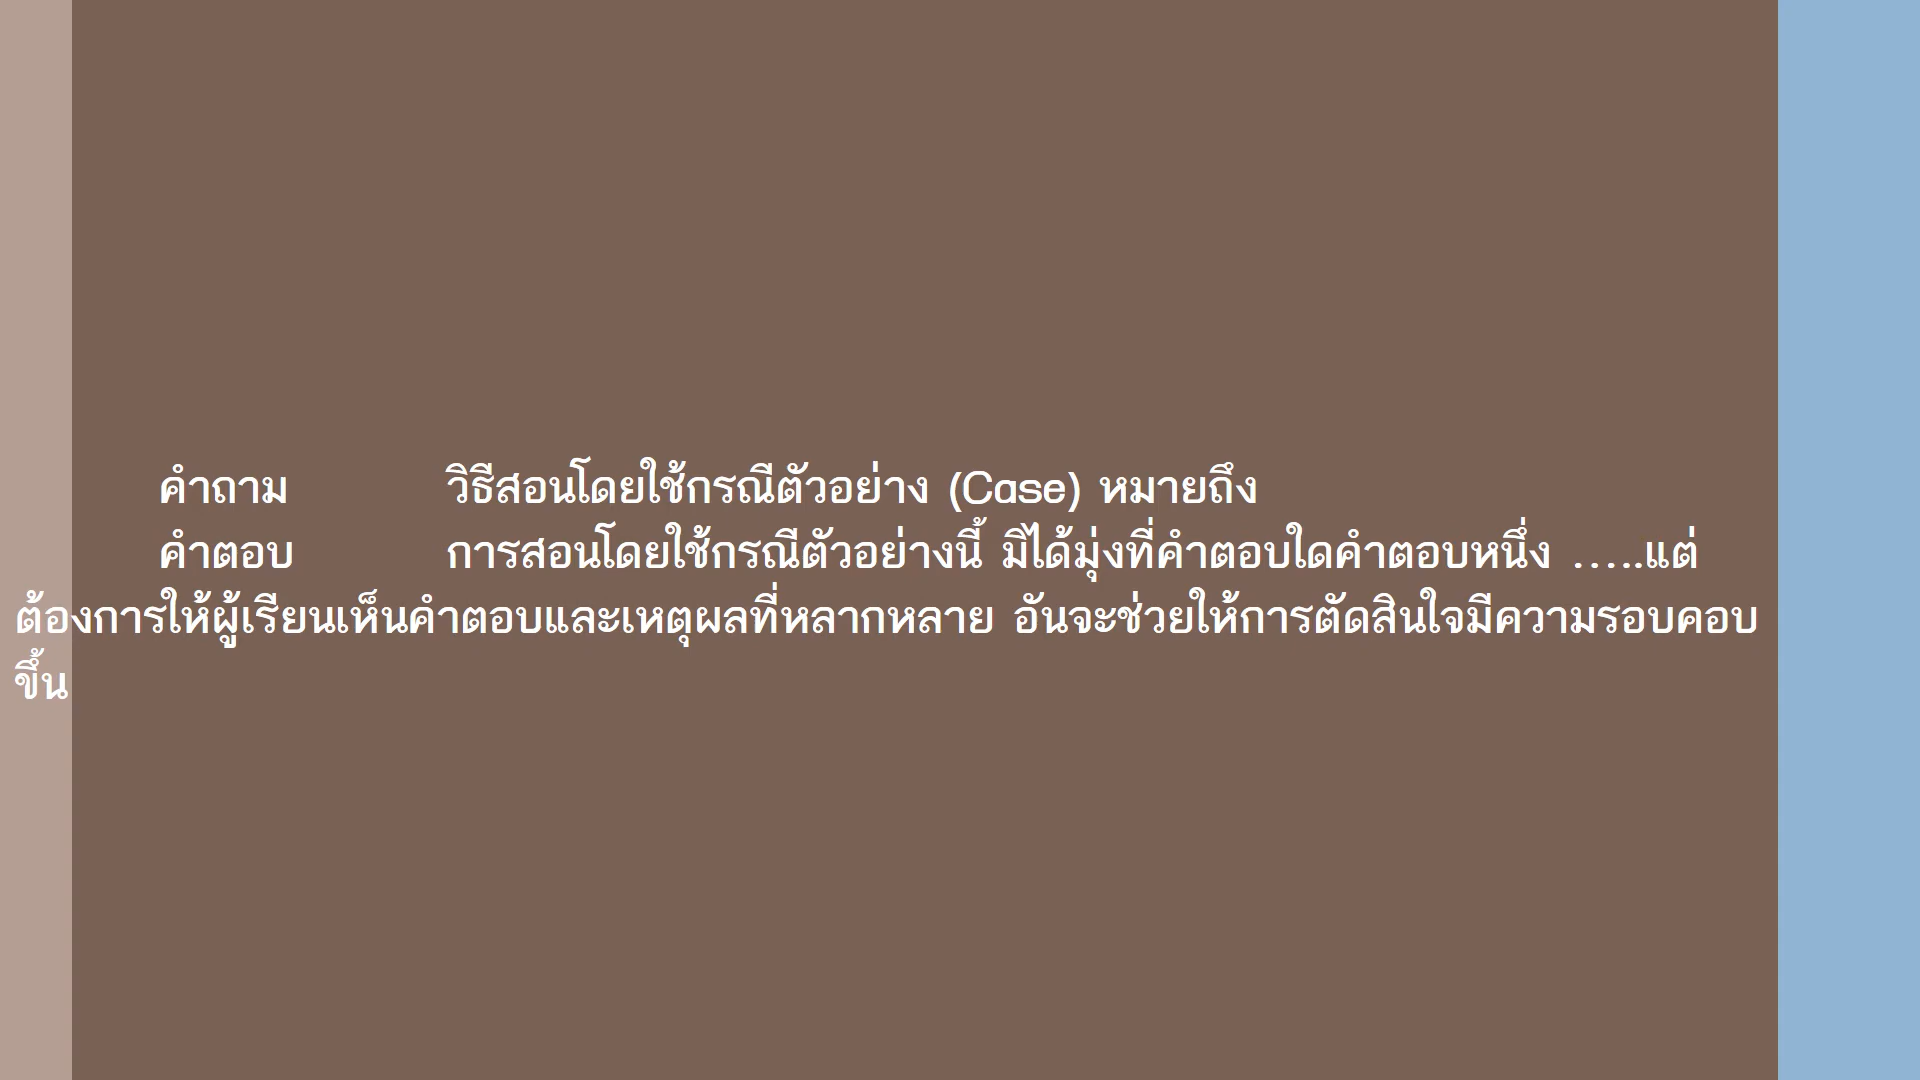 คำถาม วิธีสอนโดยใช้กรณีตัวอย่าง (Case) หมายถึง
คำตอบ การสอนโดยใช้กรณีตัวอย่างนี้ มิได้มุ่งที่คำตอบใดคำตอบหนึ่ง …..แต่
ต้องการให้ผู้เรียนเห็นคำตอบและเหตุผลที่หลากหลาย อันจะช่วยให้การตัดสินใจมีความรอบคอบ
ขึ้น